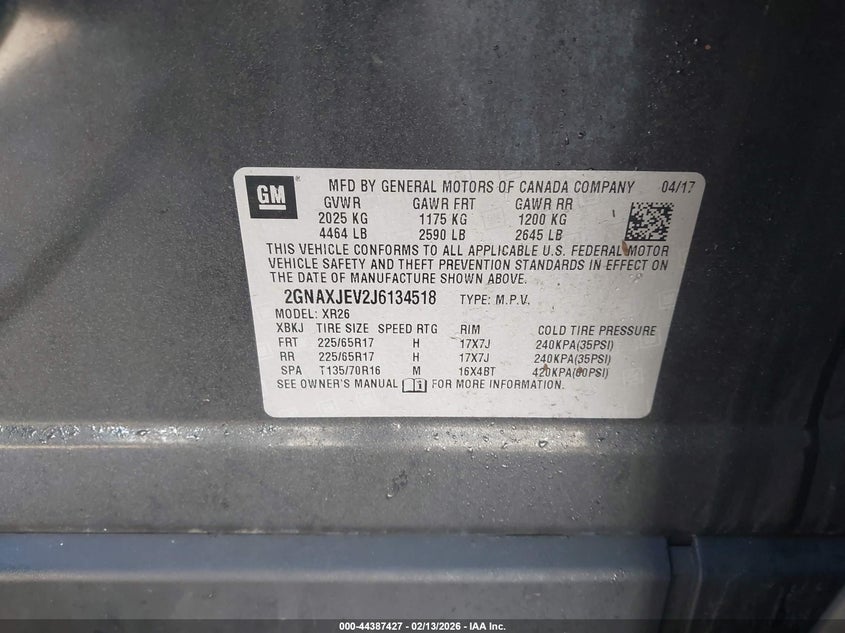 GM
MFD BY GENERAL MOTORS OF CANADA COMPANY 04/17
GVWR GAWR FRT GAWR RR
2025 KG 1175 KG 1200 KG
4464 LB 2590 LB 2645 LB
THIS VEHICLE CONFORMS TO ALL APPLICABLE U.S. FEDERAL MOTOR
VEHICLE SAFETY AND THEFT PREVENTION STANDARDS IN EFFECT ON
THE DATE OF MANUFACTURE SHOWN ABOVE.
2GNAXJEV2J6134518 TYPE: M.P.V.
MODEL: XR26
XBKJ TIRE SIZE SPEED RTG RIM COLD TIRE PRESSURE
FRT 225/65R17 H 17X7J 240KPA(35PSI)
RR 225/65R17 H 17X7J 240KPA(35PSI)
SPA T135/70R16 M 16X4BT 420KPA(60PSI)
SEE OWNER'S MANUAL FOR MORE INFORMATION.
000-44387427 - 02/13/2026 - IAA Inc.